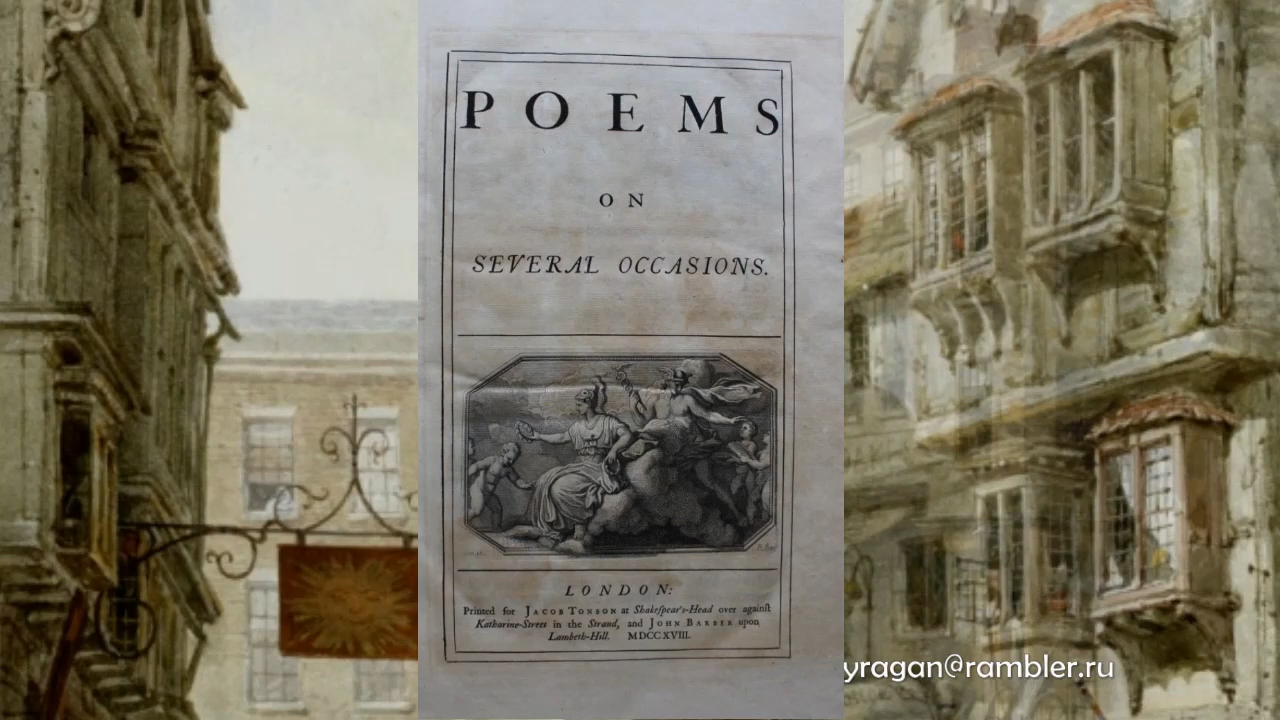 POEMS
ON
SEVERAL OCCASIONS.
LONDON:
Printed for JACOB TONSON at Shakeſpear's-Head over againſt
Katharine-Street in the Strand, and JOHN BARBER upon
Lambeth-Hill. MDCCXVIII.
yragan@rambler.ru